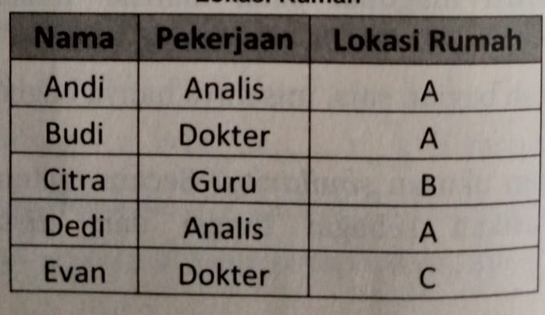 Nama Pekerjaan Lokasi Rumah
Andi Analis A
Budi Dokter A
Citra Guru B
Dedi Analis A
Evan Dokter C